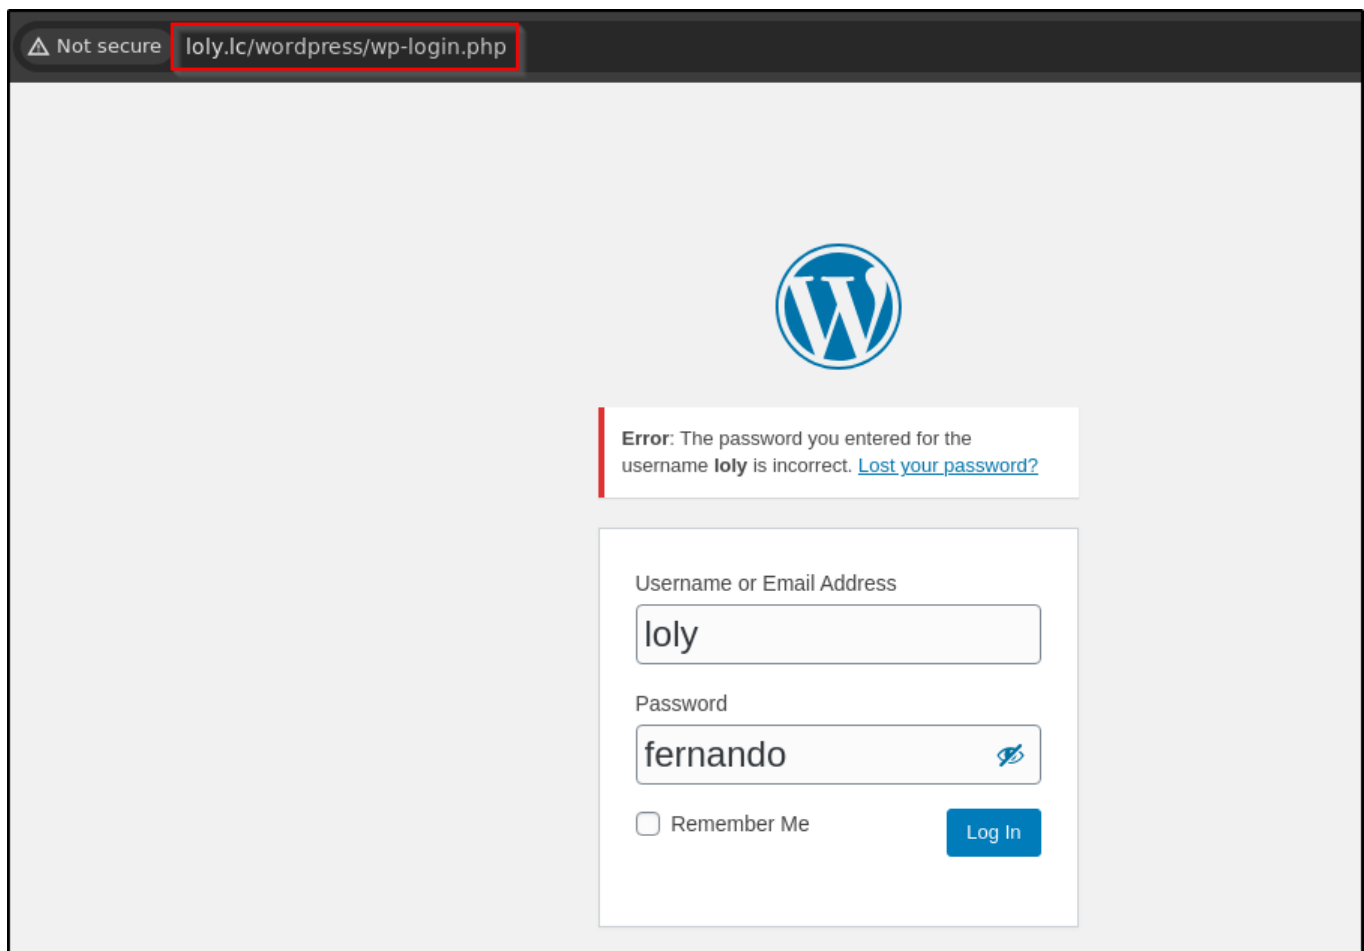 Not secure loly.lc/wordpress/wp-login.php
Error: The password you entered for the
username loly is incorrect. Lost your password?
Username or Email Address
loly
Password
fernando
Remember Me Log In